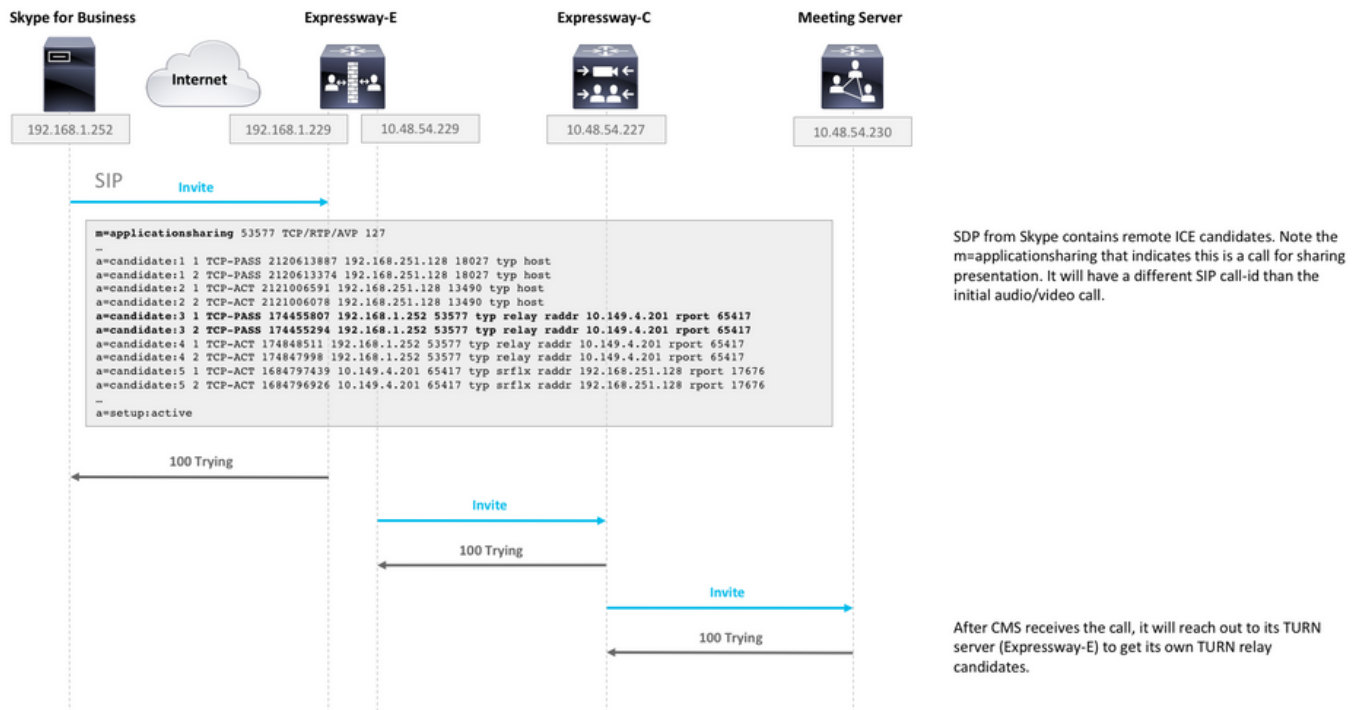 Skype for Business
Expressway-E
Expressway-C
Meeting Server
Internet
192.168.1.252
192.168.1.229
10.48.54.229
10.48.54.227
10.48.54.230
SIP
Invite
m=applicationsharing 53577 TCP/RTP/AVP 127
…
a=candidate:1 1 TCP-PASS 2120613887 192.168.251.128 18027 typ host
a=candidate:1 2 TCP-PASS 2120613374 192.168.251.128 18027 typ host
a=candidate:2 1 TCP-ACT 2121006591 192.168.251.128 13490 typ host
a=candidate:2 2 TCP-ACT 2121006078 192.168.251.128 13490 typ host
a=candidate:3 1 TCP-PASS 174455807 192.168.1.252 53577 typ relay raddr 10.149.4.201 rport 65417
a=candidate:3 2 TCP-PASS 174455294 192.168.1.252 53577 typ relay raddr 10.149.4.201 rport 65417
a=candidate:4 1 TCP-ACT 174848511 192.168.1.252 53577 typ relay raddr 10.149.4.201 rport 65417
a=candidate:4 2 TCP-ACT 174847998 192.168.1.252 53577 typ relay raddr 10.149.4.201 rport 65417
a=candidate:5 1 TCP-ACT 1684797439 10.149.4.201 65417 typ srflx raddr 192.168.251.128 rport 17676
a=candidate:5 2 TCP-ACT 1684796926 10.149.4.201 65417 typ srflx raddr 192.168.251.128 rport 17676
…
a=setup:active
SDP from Skype contains remote ICE candidates. Note the
m=applicationsharing that indicates this is a call for sharing
presentation. It will have a different SIP call-id than the
initial audio/video call.
100 Trying
Invite
100 Trying
Invite
100 Trying
After CMS receives the call, it will reach out to its TURN
server (Expressway-E) to get its own TURN relay
candidates.